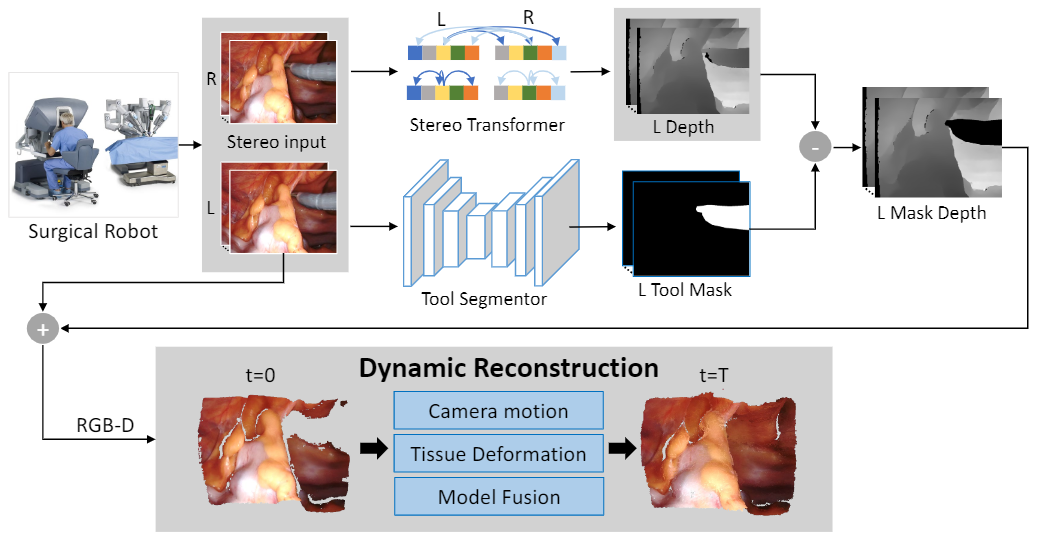 L
R
R
Stereo input
Stereo Transformer
L Depth
-
L
Surgical Robot
Tool Segmentor
L Tool Mask
L Mask Depth
+
Dynamic Reconstruction
t=0
t=T
Camera motion
RGB-D
Tissue Deformation
Model Fusion